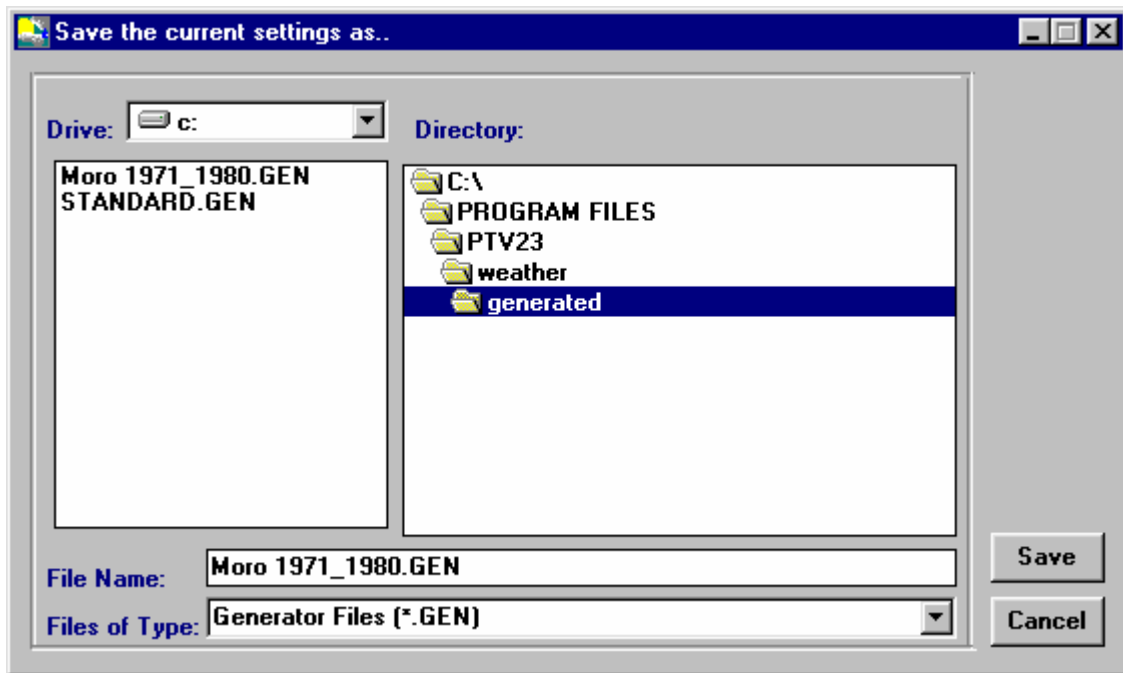 Save the current settings as..
Drive: c:
Directory:
Moro 1971_1980.GEN
STANDARD.GEN
C:\
PROGRAM FILES
PTV23
weather
generated
File Name: Moro 1971_1980.GEN
Files of Type: Generator Files (*.GEN)
Save
Cancel